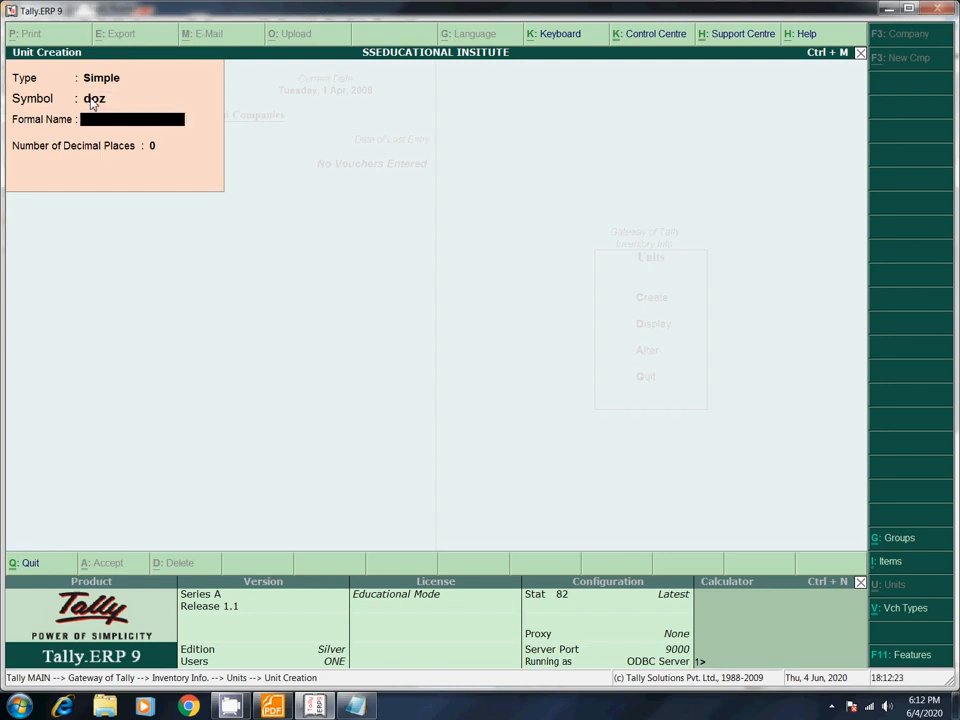 Tally.ERP 9
P: Print
E: Export
M: E-Mail
O: Upload
G: Language
K: Keyboard
K: Control Centre
H: Support Centre
H: Help
F3: Company
F3: New Cmp
Unit Creation
SSEDUCATIONAL INSITUTE
Ctrl + M
Type : Simple
Symbol : doz
Formal Name :
Number of Decimal Places : 0
Current Date
Tuesday, 1 Apr, 2008
of Companies
Date of Last Entry
No Vouchers Entered
Gateway of Tally
Inventory Info.
Units
Create
Display
Alter
Quit
G: Groups
I: Items
U: Units
V: Vch Types
F11: Features
Q: Quit
A: Accept
D: Delete
Product
Version
License
Configuration
Calculator
Ctrl + N
Tally
POWER OF SIMPLICITY
Tally.ERP 9
Series A
Release 1.1
Edition Silver
Users ONE
Educational Mode
Stat 82 Latest
Proxy None
Server Port 9000
Running as ODBC Server
1>
Tally MAIN --> Gateway of Tally --> Inventory Info. --> Units --> Unit Creation
(c) Tally Solutions Pvt. Ltd., 1988-2009
Thu, 4 Jun, 2020
18:12:23
PDF
Tally
6:12 PM
6/4/2020